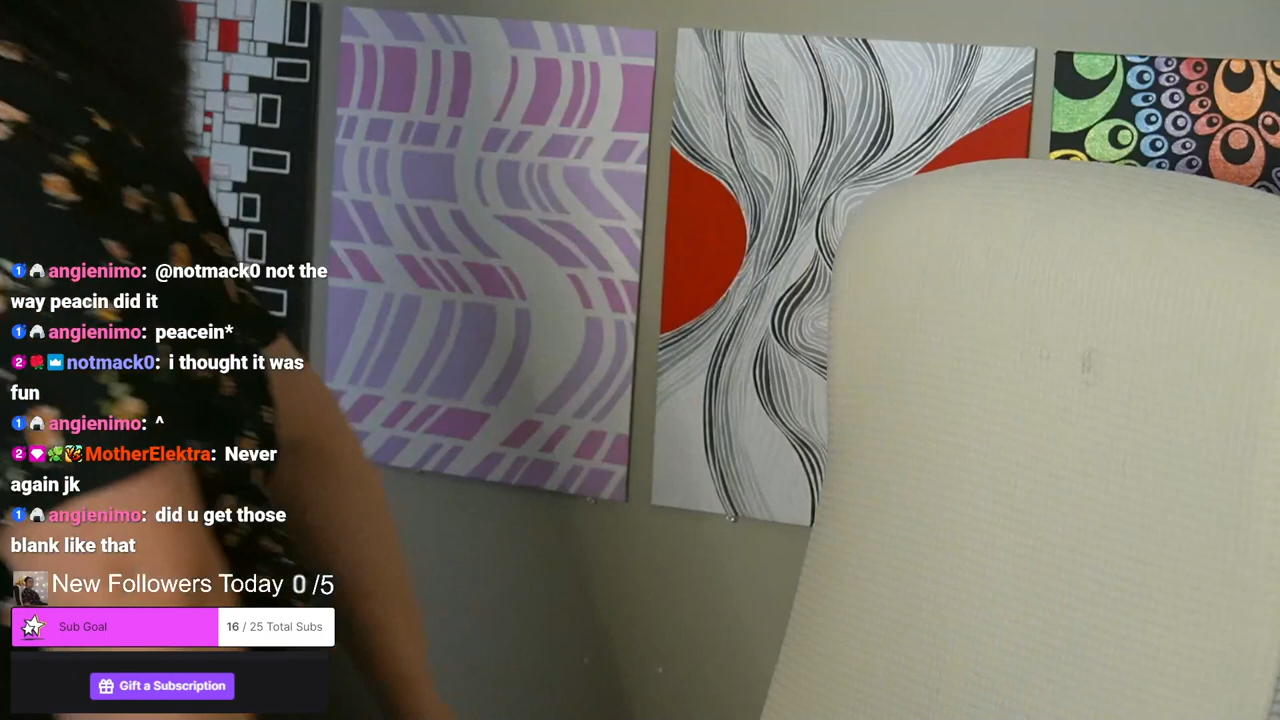 angienimo: @notmack0 not the
way peacin did it
angienimo: peacein*
notmack0: i thought it was
fun
angienimo: ^
MotherElektra: Never
again jk
angienimo: did u get those
blank like that
New Followers Today 0 /5
Sub Goal 16 / 25 Total Subs
Gift a Subscription